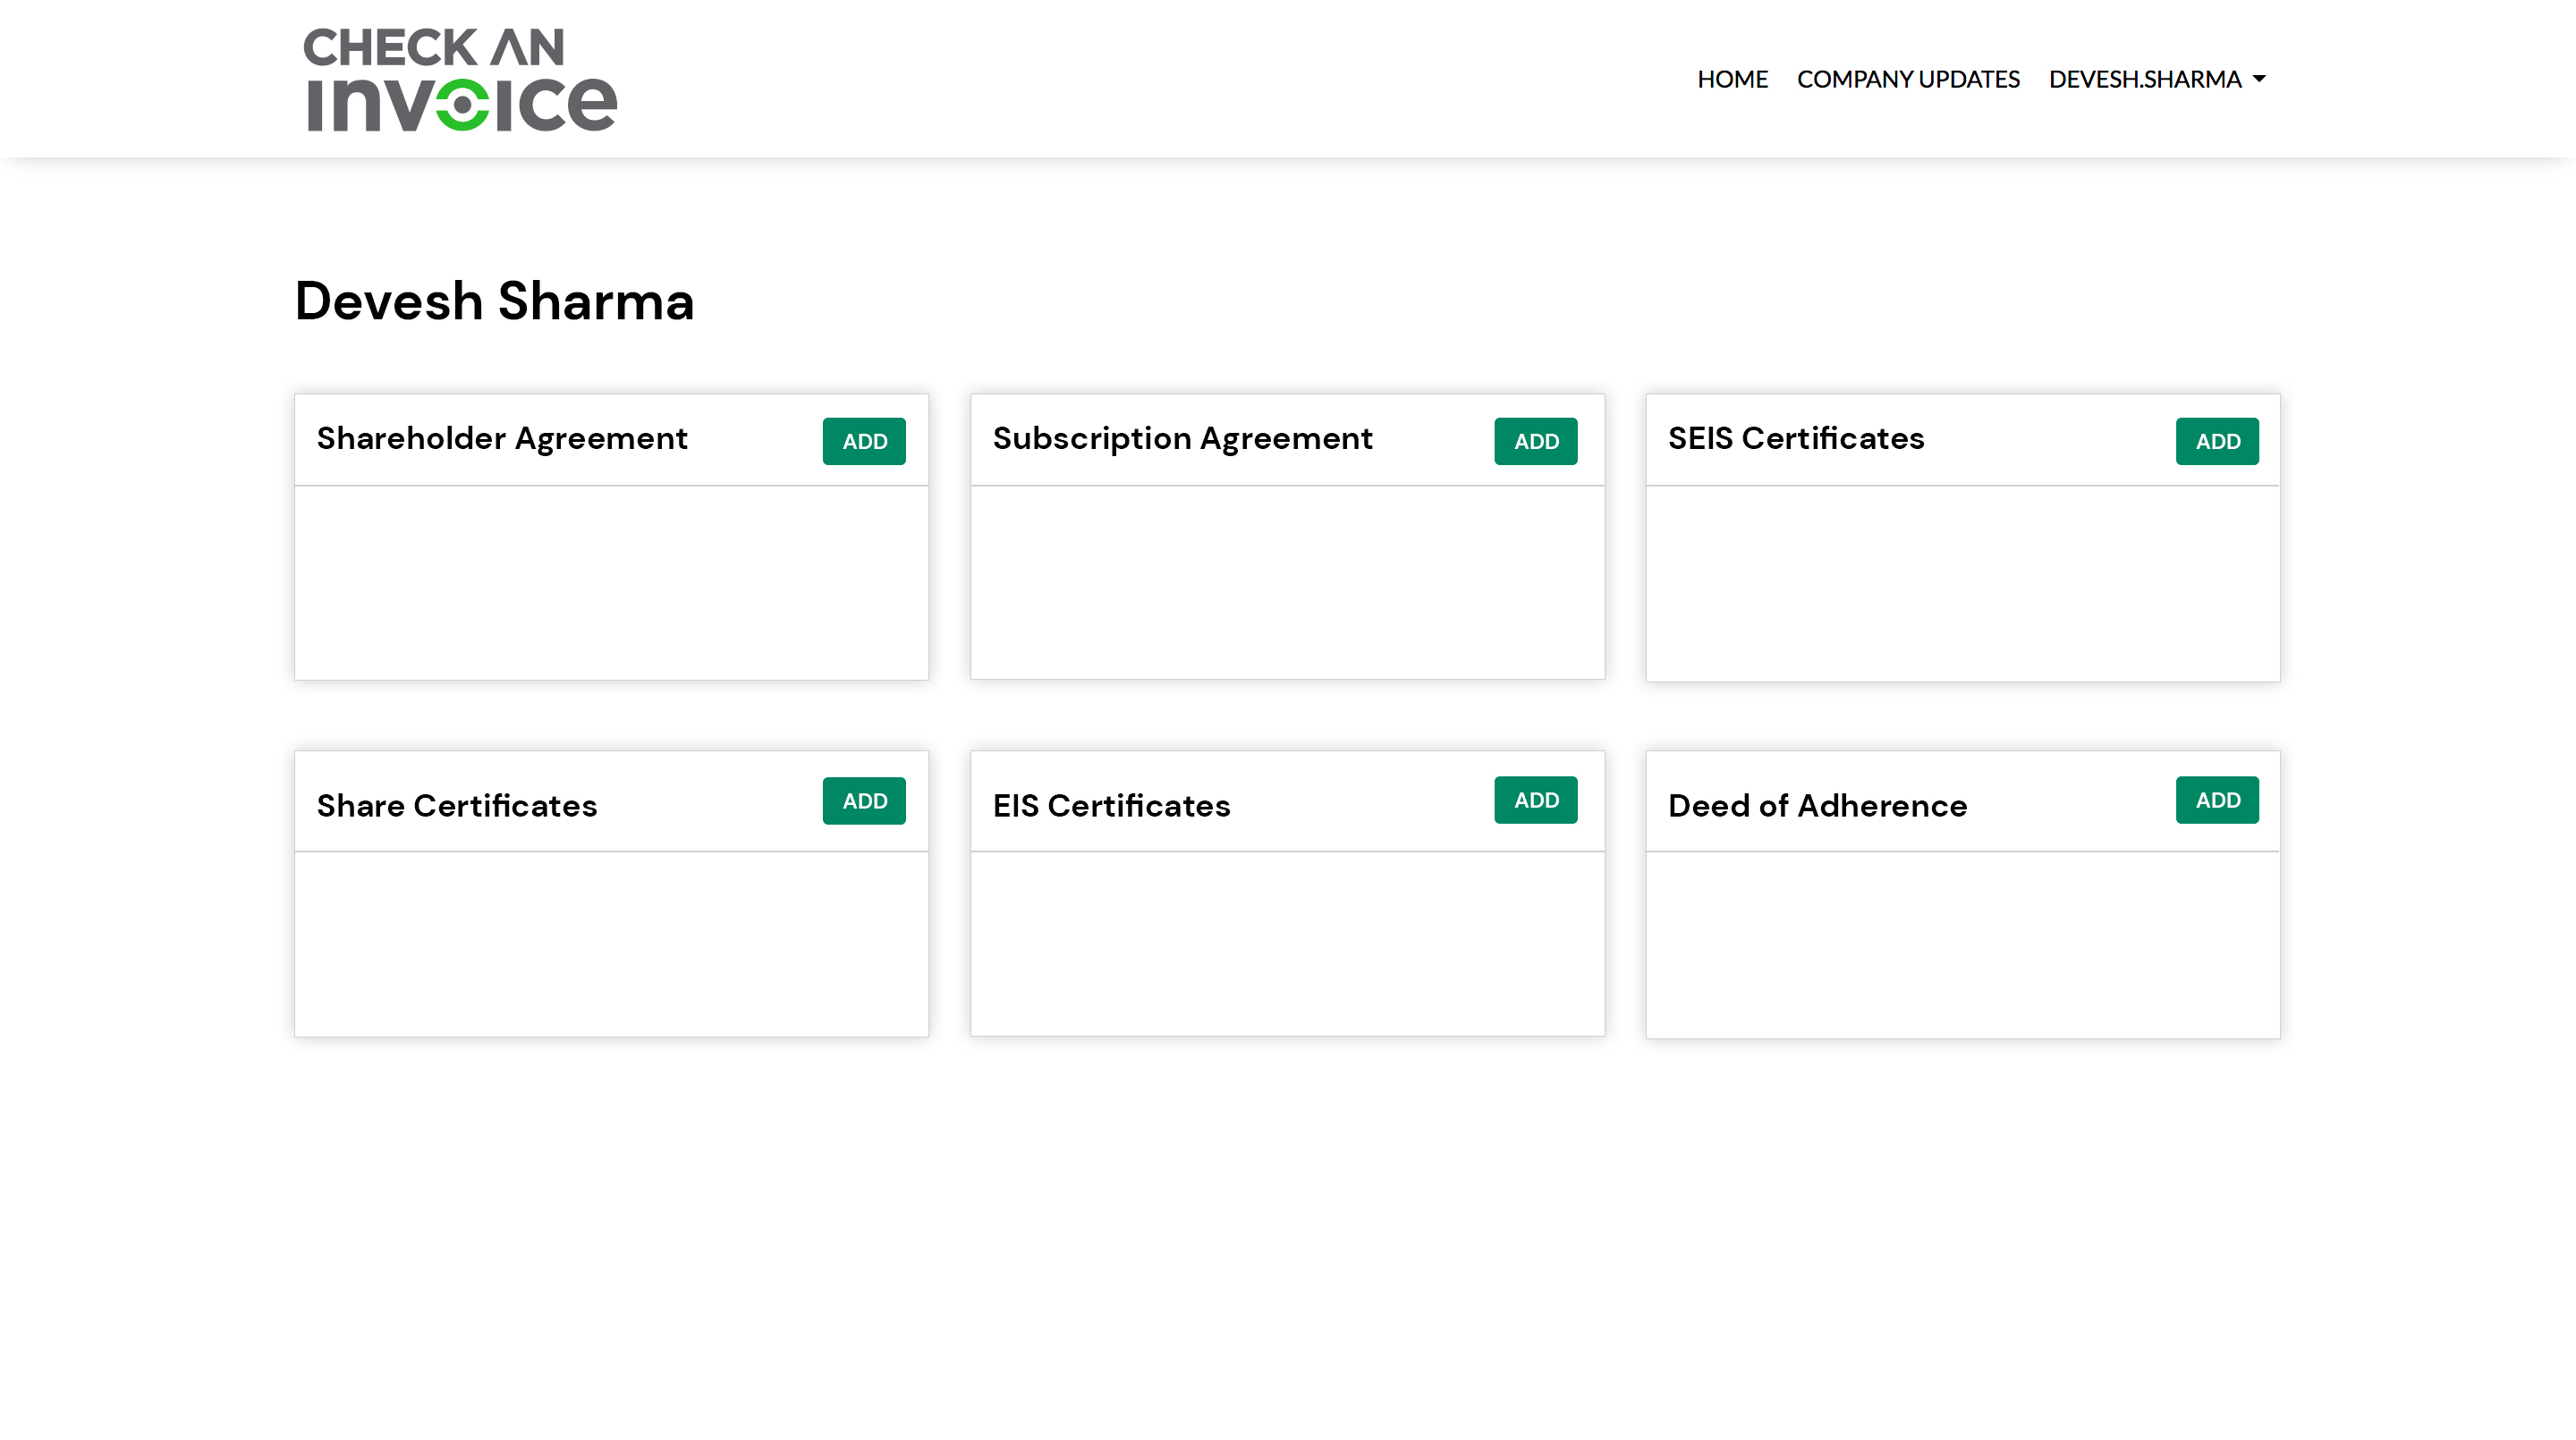 CHECK AN
invoice
HOME COMPANY UPDATES DEVESH.SHARMA
Devesh Sharma
Shareholder Agreement ADD
Subscription Agreement ADD
SEIS Certificates ADD
Share Certificates ADD
EIS Certificates ADD
Deed of Adherence ADD